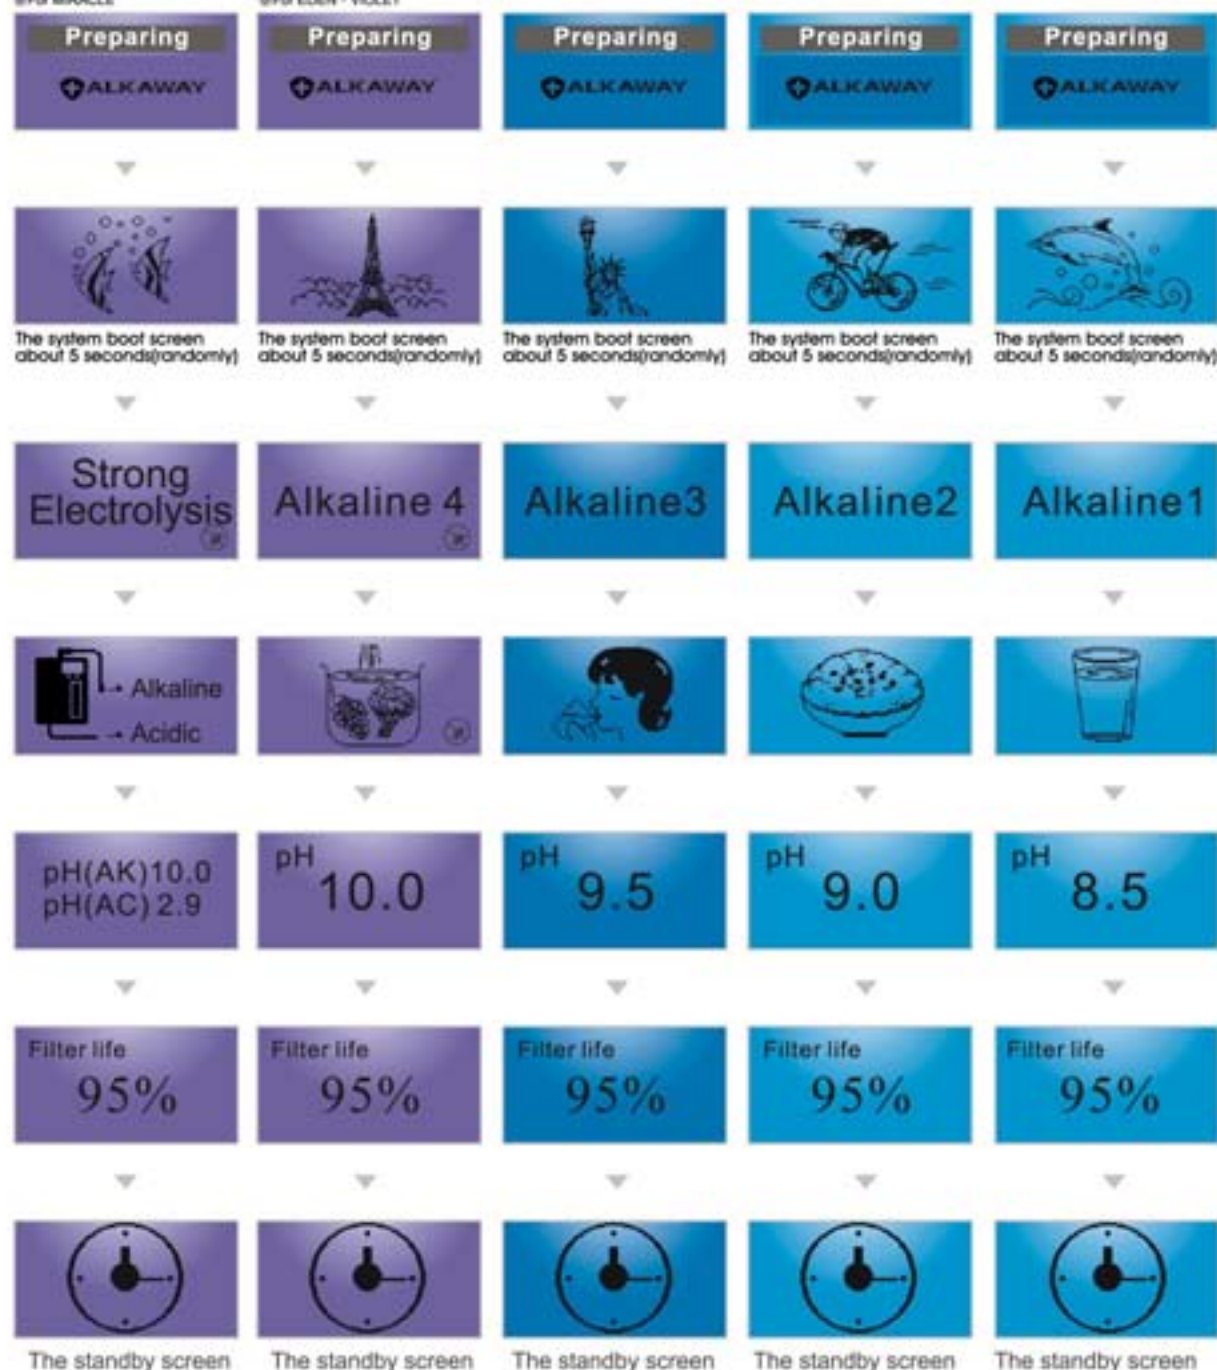 Preparing Preparing Preparing Preparing Preparing
ALKAWAY ALKAWAY ALKAWAY ALKAWAY ALKAWAY
The system boot screen The system boot screen The system boot screen The system boot screen The system boot screen
about 5 seconds(randomly) about 5 seconds(randomly) about 5 seconds(randomly) about 5 seconds(randomly) about 5 seconds(randomly)
Strong
Electrolysis Alkaline 4 Alkaline3 Alkaline2 Alkaline1
Alkaline
Acidic
pH(AK)10.0 pH pH pH pH
pH(AC) 2.9 10.0 9.5 9.0 8.5
Filter life Filter life Filter life Filter life Filter life
95% 95% 95% 95% 95%
The standby screen The standby screen The standby screen The standby screen The standby screen